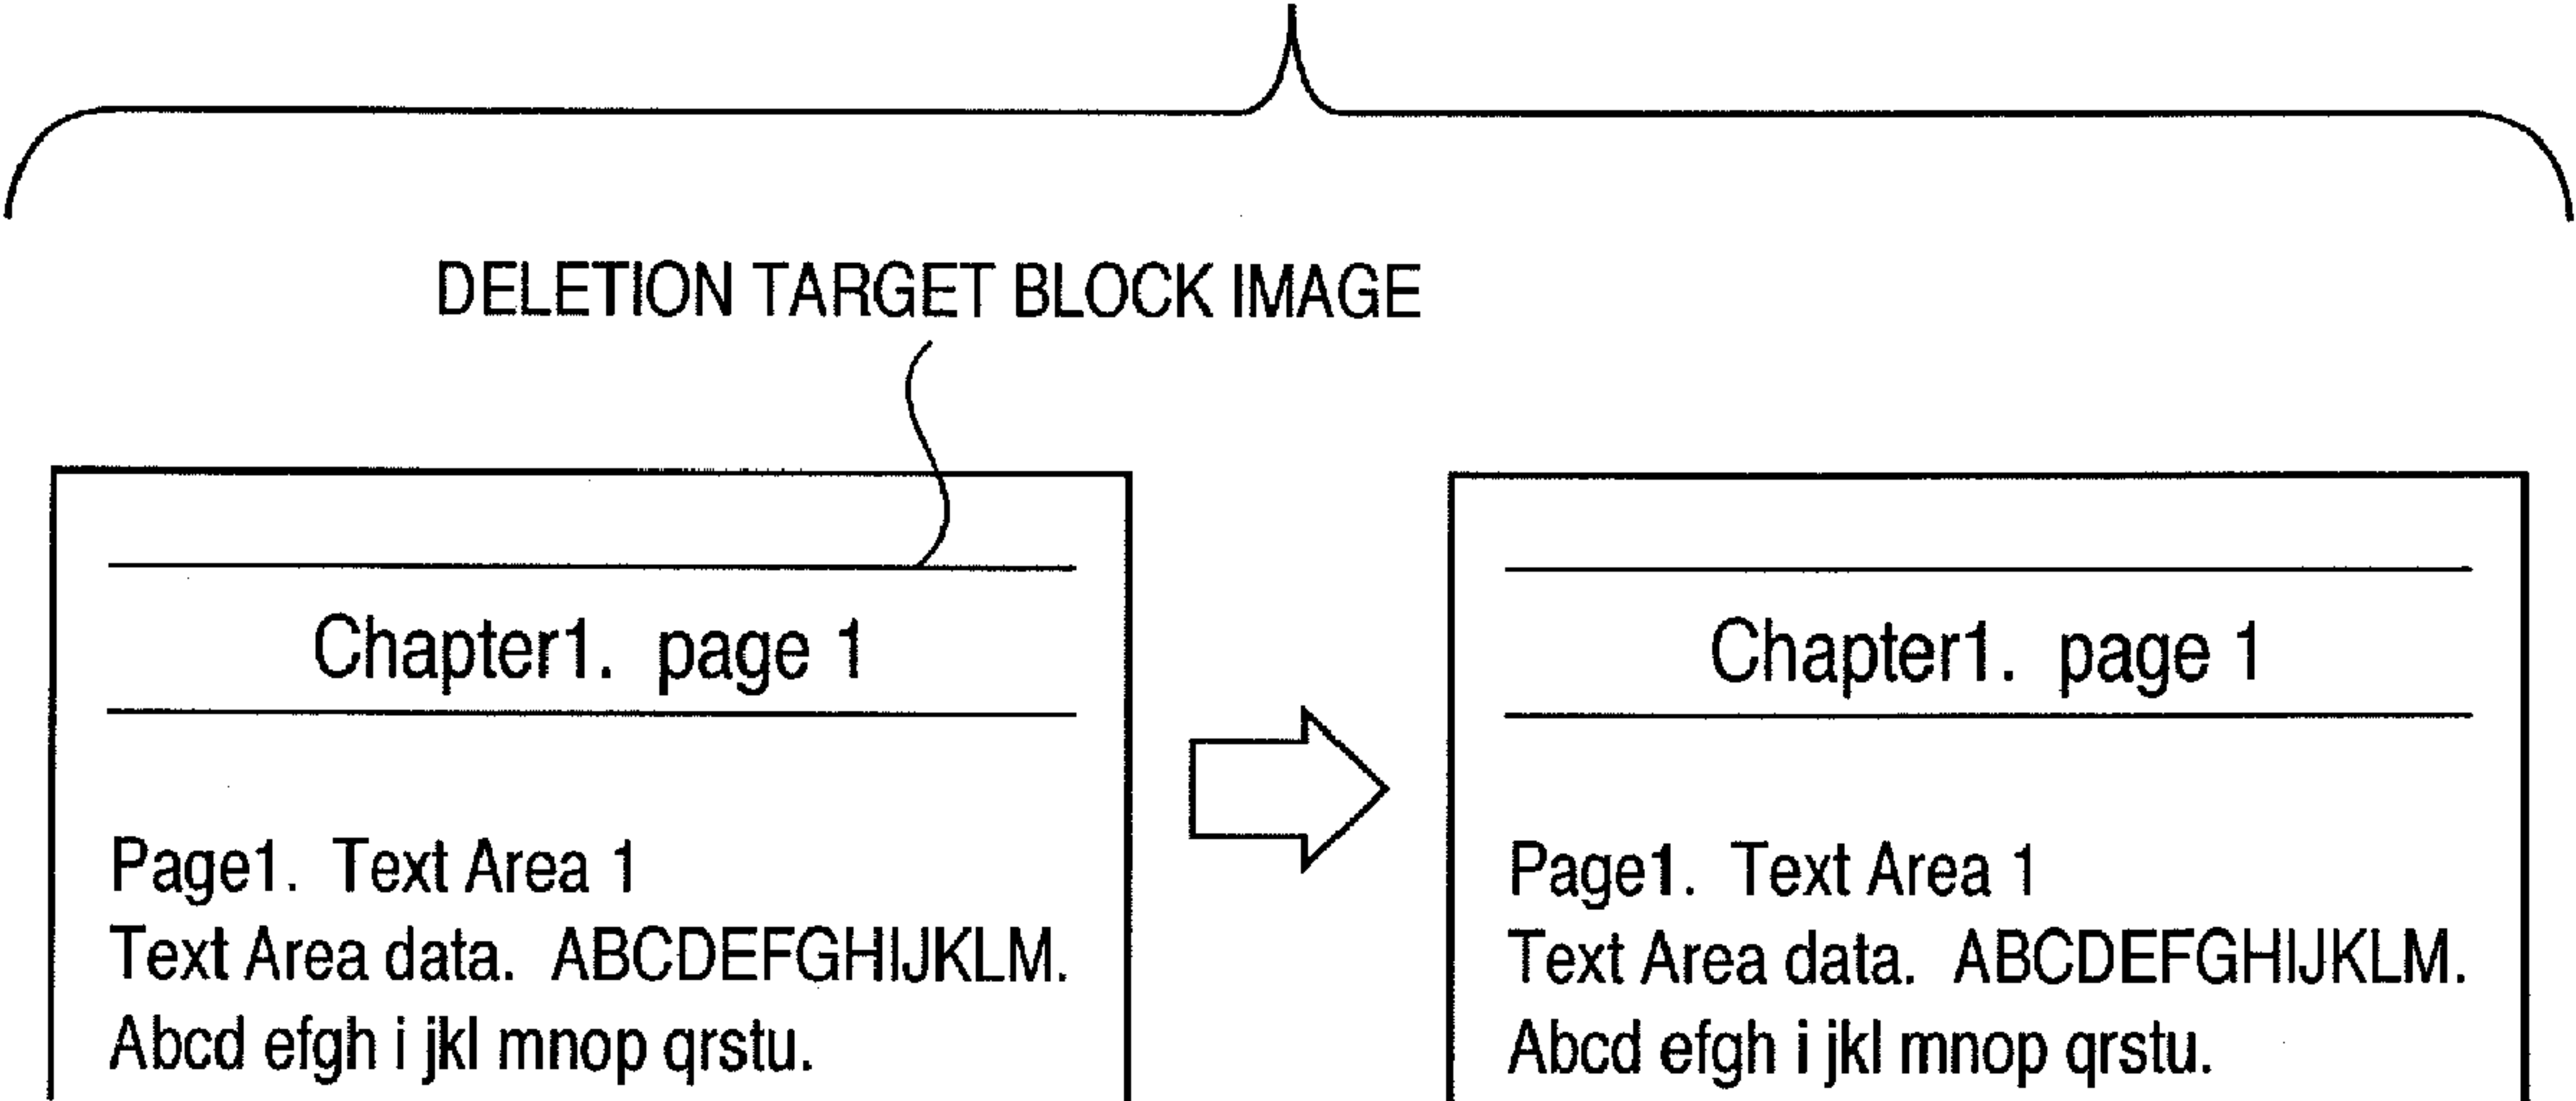 DELETION TARGET BLOCK IMAGE
Chapter1. page 1
Page1. Text Area 1
Text Area data. ABCDEFGHIJKLM.
Abcd efgh i jkl mnop qrstu.
Chapter1. page 1
Page1. Text Area 1
Text Area data. ABCDEFGHIJKLM.
Abcd efgh i jkl mnop qrstu.